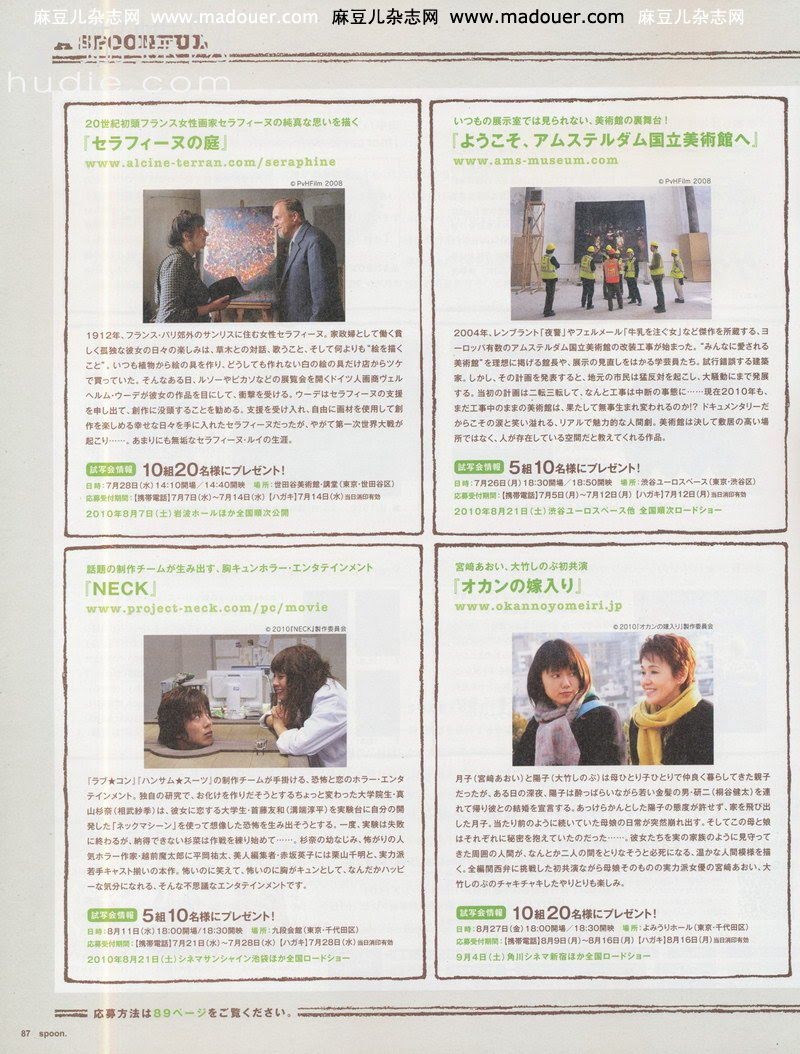 麻豆儿杂志网 www.madouer.com 麻豆儿杂志网 www.madouer.com 麻豆儿杂志网
A SPOONFUL
hudie.com
20世紀初頭フランス女性画家セラフィーヌの純真な思いを描く
『セラフィーヌの庭』
www.alcine-terran.com/seraphine
© PvHFilm 2008
1912年、フランス・パリ郊外のサンリスに住む女性セラフィーヌ。家政婦として働く貧
しく孤独な彼女の日々の楽しみは、草木との対話、歌うこと、そして何よりも“絵を描く
こと”。いつも植物から絵の具を作り、どうしても作れない白の絵の具だけ店からツケ
で買っていた。そんなある日、ルソーやピカソなどの展覧会を開くドイツ人画商ヴェル
ヘルム・ウーデが彼女の作品を目にして、衝撃を受ける。ウーデはセラフィーヌの支援
を申し出て、創作に没頭することを勧める。支援を受け入れ、自由に画材を使用して創
作を楽しめる幸せな日々を手に入れたセラフィーヌだったが、やがて第一次世界大戦が
起こり……。あまりにも無垢なセラフィーヌ・ルイの生涯。
試写会情報 10組20名様にプレゼント!
日時:7月28日(水)14:10開場/14:40開映 場所:世田谷美術館・講堂(東京・世田谷区)
応募受付期間:【携帯電話】7月7日(水)〜7月14日(水)【ハガキ】7月14日(水)当日消印有効
2010年8月7日(土)岩波ホールほか全国順次公開
いつもの展示室では見られない、美術館の裏舞台!
『ようこそ、アムステルダム国立美術館へ』
www.ams-museum.com
© PvHFilm 2008
2004年、レンブラント「夜警」やフェルメール「牛乳を注ぐ女」など傑作を所蔵する、ヨ
ーロッパ有数のアムステルダム国立美術館の改装工事が始まった。“みんなに愛される
美術館”を理想に掲げる館長や、展示の見直しをはかる学芸員たち。試行錯誤する建築
家。しかし、その計画を発表すると、地元の市民は猛反対を起こし、大騒動にまで発展
する。当初の計画は二転三転して、なんと工事は中断の事態に……現在2010年も、
まだ工事中のままの美術館は、果たして無事生まれ変われるのか!? ドキュメンタリーだ
からこその涙と笑い溢れる、リアルで魅力的な人間劇。美術館は決して敷居の高い場
所ではなく、人が存在している空間だと教えてくれる作品。
試写会情報 5組10名様にプレゼント!
日時:7月26日(月)18:30開場/18:50開映 場所:渋谷ユーロスペース(東京・渋谷区)
応募受付期間:【携帯電話】7月5日(月)〜7月12日(月)【ハガキ】7月12日(月)当日消印有効
2010年8月21日(土)渋谷ユーロスペース他 全国順次ロードショー
話題の制作チームが生み出す、胸キュンホラー・エンタテインメント
『NECK』
www.project-neck.com/pc/movie
© 2010『NECK』製作委員会
『ラブ★コン』『ハンサム★スーツ』の制作チームが手掛ける、恐怖と恋のホラー・エンタ
テインメント。独自の研究で、お化けを作りだそうとするちょっと変わった大学院生・真
山杉奈(相武紗季)は、彼女に恋する大学生・首藤友和(溝端淳平)を実験台に自分の開
発した「ネックマシーン」を使って想像した恐怖を生み出そうとする。一度、実験は失敗
に終わるが、納得できない杉菜は作戦を練り始めて……。杉奈の幼なじみ、怖がりの人
気ホラー作家・越前魔太郎に平岡祐太、美人編集者・赤坂英子には栗山千明と、実力派
若手キャスト揃いの本作。怖いのに笑えて、怖いのに胸がキュンとして、なんだかハッピ
ーな気分になれる、そんな不思議なエンタテインメントです。
試写会情報 5組10名様にプレゼント!
日時:8月11日(水)18:00開場/18:30開映 場所:九段会館(東京・千代田区)
応募受付期間:【携帯電話】7月21日(水)〜7月28日(水)【ハガキ】7月28日(水)当日消印有効
2010年8月21日(土)シネマサンシャイン池袋ほか全国ロードショー
宮﨑あおい、大竹しのぶ初共演
『オカンの嫁入り』
www.okannoyomeiri.jp
© 2010『オカンの嫁入り』製作委員会
月子(宮﨑あおい)と陽子(大竹しのぶ)は母ひとり子ひとりで仲良く暮らしてきた親子
だったが、ある日の深夜、陽子は酔っぱらいながら若い金髪の男・研二(桐谷健太)を連
れて帰り彼との結婚を宣言する。あっけらかんとした陽子の態度が許せず、家を飛び出
した月子。当たり前のように続いていた母娘の日常が突然崩れ出す。そしてこの母と娘
はそれぞれに秘密を抱えていたのだった……。彼女たちを実の家族のように見守って
きた周囲の人間が、なんとか二人の間をとりなそうと必死になる、温かな人間模様を描
く。全編関西弁に挑戦した初共演ながら母娘そのものの実力派女優の宮﨑あおい、大
竹しのぶのチャキチャキしたやりとりも楽しみ。
試写会情報 10組20名様にプレゼント!
日時:8月27日(金)18:00開場/18:30開映 場所:よみうりホール(東京・千代田区)
応募受付期間:【携帯電話】8月9日(月)〜8月16日(月)【ハガキ】8月16日(月)当日消印有効
9月4日(土)角川シネマ新宿ほか全国ロードショー
応募方法は89ページをご覧ください。
87 spoon.